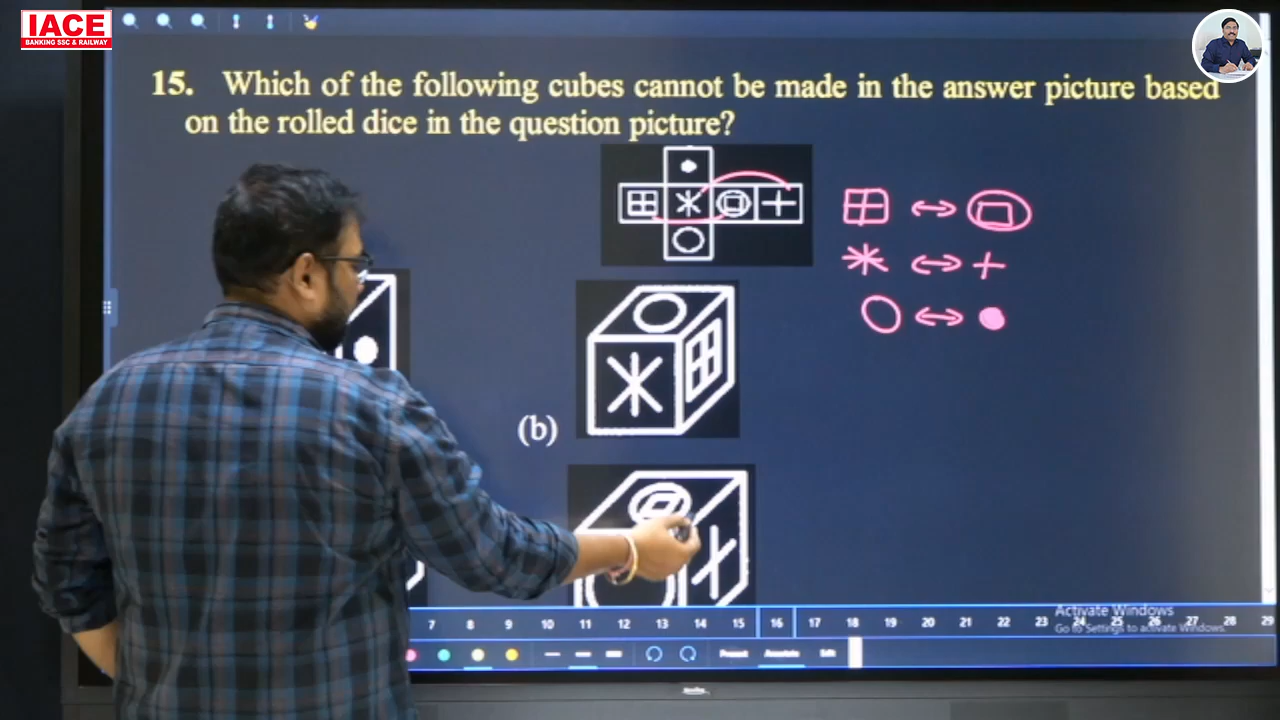 IACE
BANKING SSC & RAILWAY
15. Which of the following cubes cannot be made in the answer picture based
on the rolled dice in the question picture?
(b)
7 8 9 10 11 12 13 14 15 16 17 18 19 20 21 22 23 24 25 26 27 28 29
Activate Windows
Go to Settings to activate Windows.
Present Annotate Edit